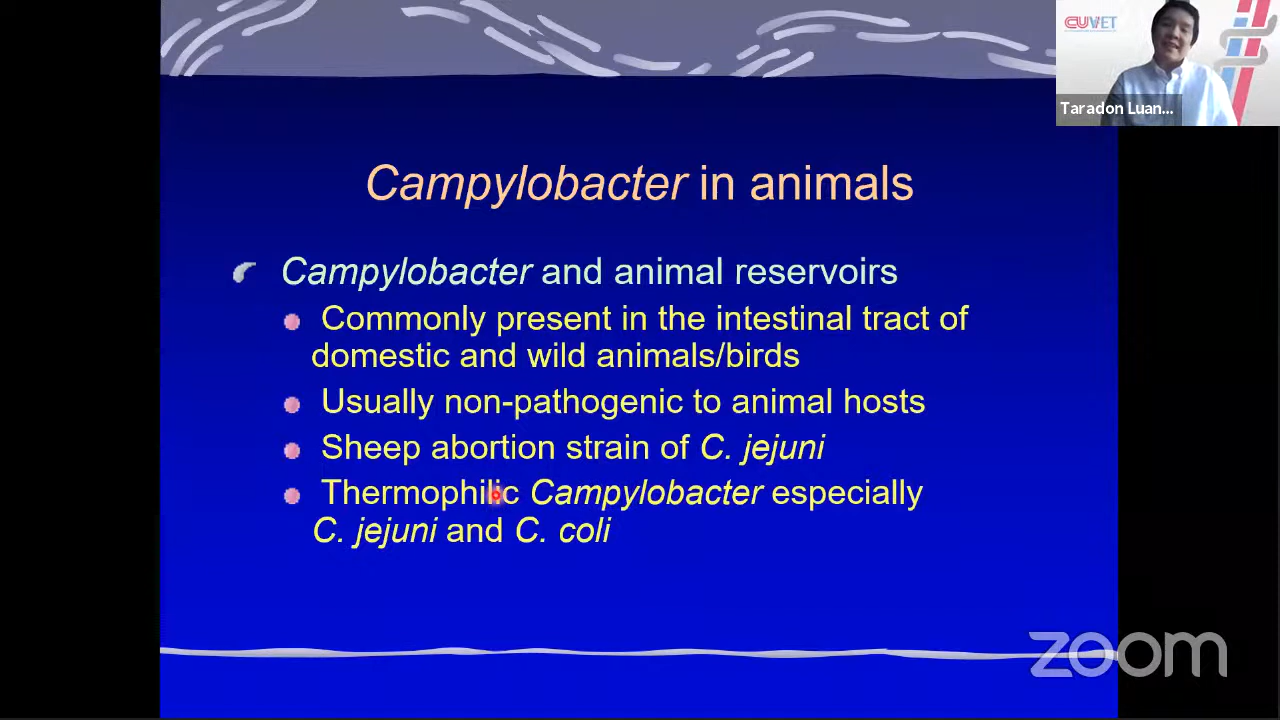 CUVET
Taradon Luan...
Campylobacter in animals
Campylobacter and animal reservoirs
Commonly present in the intestinal tract of
domestic and wild animals/birds
Usually non-pathogenic to animal hosts
Sheep abortion strain of C. jejuni
Thermophilic Campylobacter especially
C. jejuni and C. coli
zoom